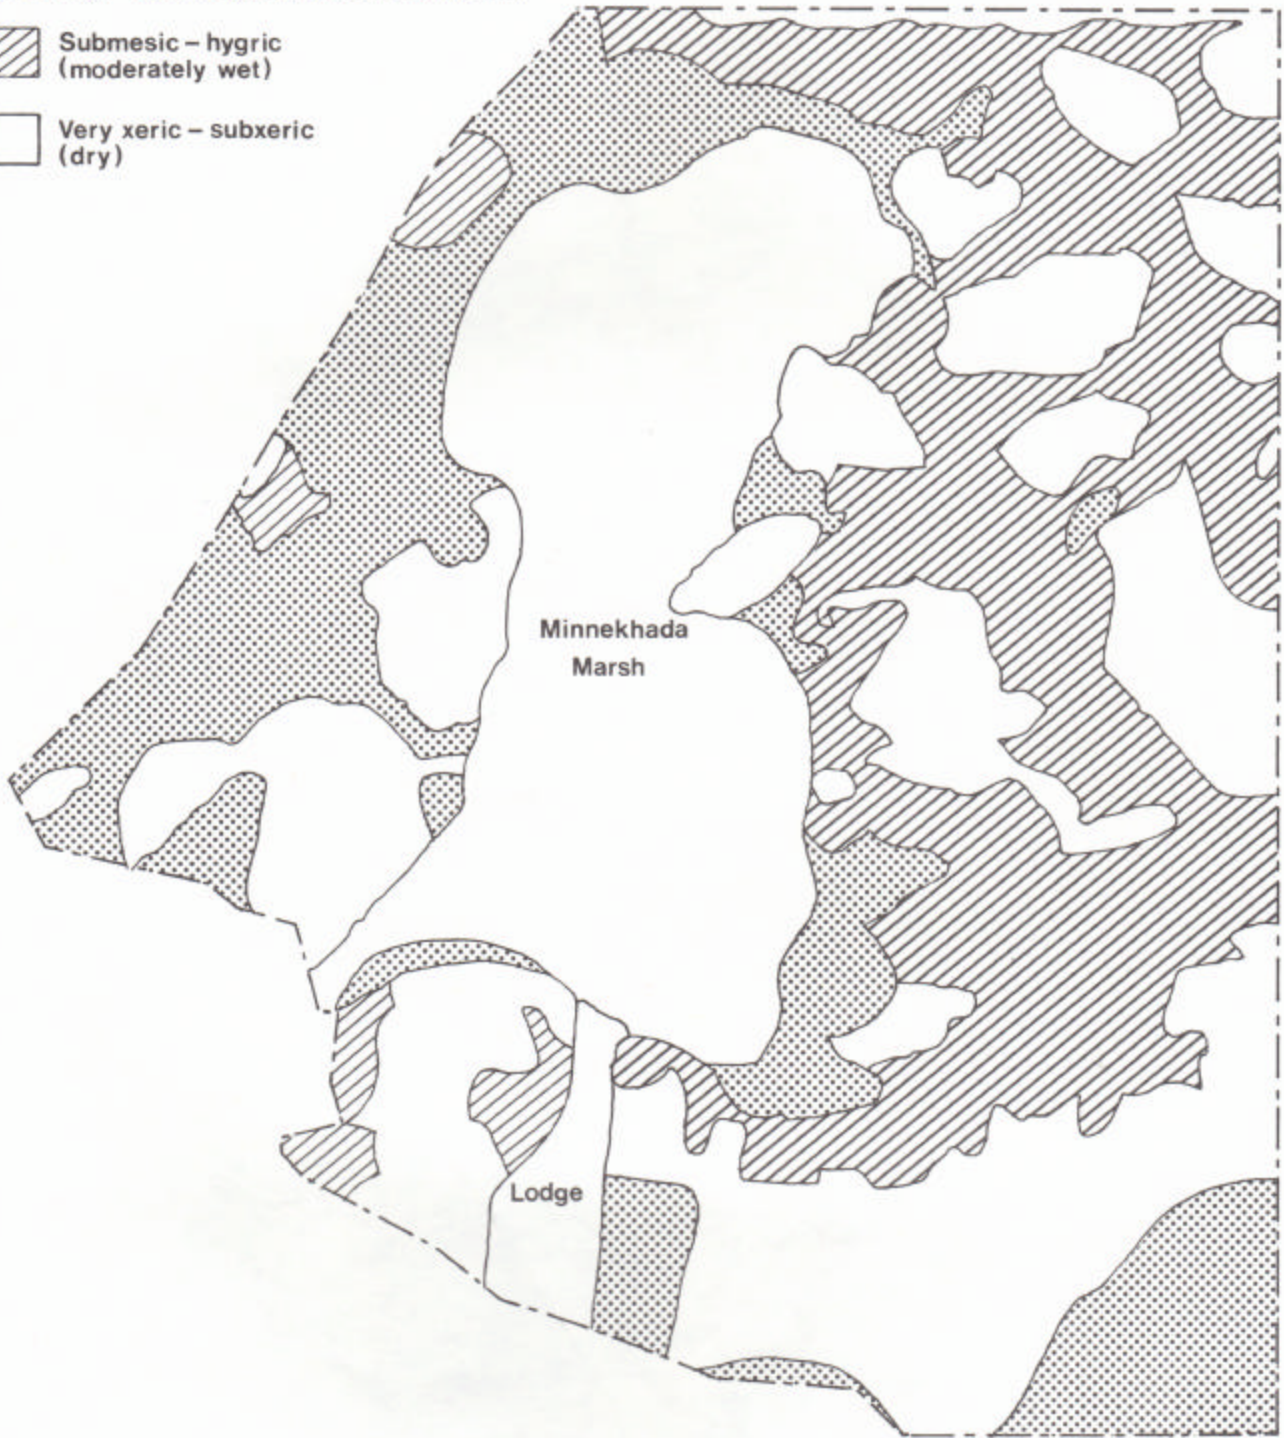 Submesic – hygric
(moderately wet)
Very xeric – subxeric
(dry)
Minnekhada
Marsh
Lodge